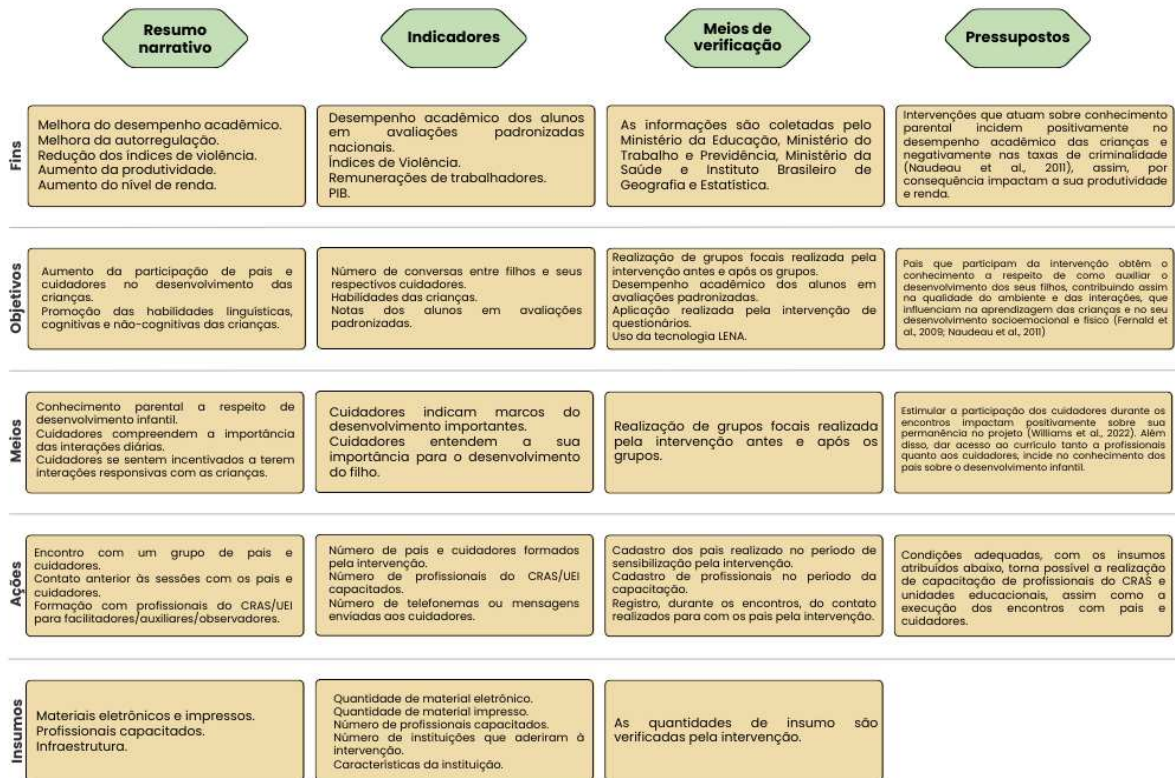 Resumo
narrativo
Indicadores
Meios de
verificação
Pressupostos
Fins
Melhora do desempenho acadêmico.
Melhora da autorregulação.
Redução dos índices de violência.
Aumento da produtividade.
Aumento do nível de renda.
Desempenho acadêmico dos alunos
em avaliações padronizadas
nacionais.
Índices de Violência.
Remunerações de trabalhadores.
PIB.
As informações são coletadas pelo
Ministério da Educação, Ministério do
Trabalho e Previdência, Ministério da
Saúde e Instituto Brasileiro de
Geografia e Estatística.
Intervenções que atuam sobre conhecimento
parental incidem positivamente no
desempenho acadêmico das crianças e
negativamente nas taxas de criminalidade
(Naudeau et al., 2011), assim, por
consequência impactam a sua produtividade
e renda.
Objetivos
Aumento da participação de pais e
cuidadores no desenvolvimento das
crianças.
Promoção das habilidades linguísticas,
cognitivas e não-cognitivas das crianças.
Número de conversas entre filhos e seus
respectivos cuidadores.
Habilidades das crianças.
Notas dos alunos em avaliações
padronizadas.
Realização de grupos focais realizada pela
intervenção antes e após os grupos.
Desempenho acadêmico dos alunos em
avaliações padronizadas.
Aplicação realizada pela intervenção de
questionários.
Uso da tecnologia LENA.
Pais que participam da intervenção obtêm o
conhecimento a respeito de como auxiliar o
desenvolvimento dos seus filhos, contribuindo assim
na qualidade do ambiente e das interações, que
influenciam na aprendizagem das crianças e no seu
desenvolvimento socioemocional e físico (Fernald et
al., 2009; Naudeau et al., 2011)
Meios
Conhecimento parental a respeito de
desenvolvimento infantil.
Cuidadores compreendem a importância
das interações diárias.
Cuidadores se sentem incentivados a terem
interações responsivas com as crianças.
Cuidadores indicam marcos do
desenvolvimento importantes.
Cuidadores entendem a sua
importância para o desenvolvimento
do filho.
Realização de grupos focais realizada
pela intervenção antes e após os
grupos.
Estimular a participação dos cuidadores durante os
encontros impactam positivamente sobre sua
permanência no projeto (Williams et al., 2022). Além
disso, dar acesso ao currículo tanto a profissionais
quanto aos cuidadores, incide no conhecimento dos
pais sobre o desenvolvimento infantil.
Ações
Encontro com um grupo de pais e
cuidadores.
Contato anterior às sessões com os pais e
cuidadores.
Formação com profissionais do CRAS/UEI
para facilitadores/auxiliares/observadores.
Número de pais e cuidadores formados
pela intervenção.
Número de profissionais do CRAS/UEI
capacitados.
Número de telefonemas ou mensagens
enviadas aos cuidadores.
Cadastro dos pais realizado no período de
sensibilização pela intervenção.
Cadastro de profissionais no período da
capacitação.
Registro, durante os encontros, do contato
realizados para com os pais pela intervenção.
Condições adequadas, com os insumos
atribuídos abaixo, torna possível a realização
de capacitação de profissionais do CRAS e
unidades educacionais, assim como a
execução dos encontros com pais e
cuidadores.
Insumos
Materiais eletrônicos e impressos.
Profissionais capacitados.
Infraestrutura.
Quantidade de material eletrônico.
Quantidade de material impresso.
Número de profissionais capacitados.
Número de instituições que aderiram à
intervenção.
Características da instituição.
As quantidades de insumo são
verificadas pela intervenção.